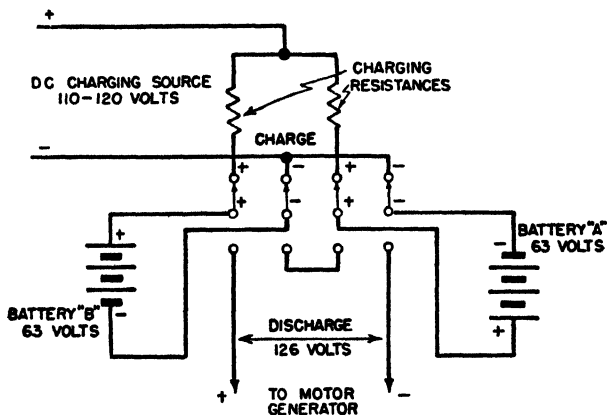 +
DC CHARGING SOURCE
110-120 VOLTS
CHARGING
RESISTANCES
-
CHARGE
+ - + -
+ - + -
+
BATTERY "B"
63 VOLTS
-
BATTERY "A"
63 VOLTS
-
+
DISCHARGE
126 VOLTS
+ TO MOTOR -
GENERATOR